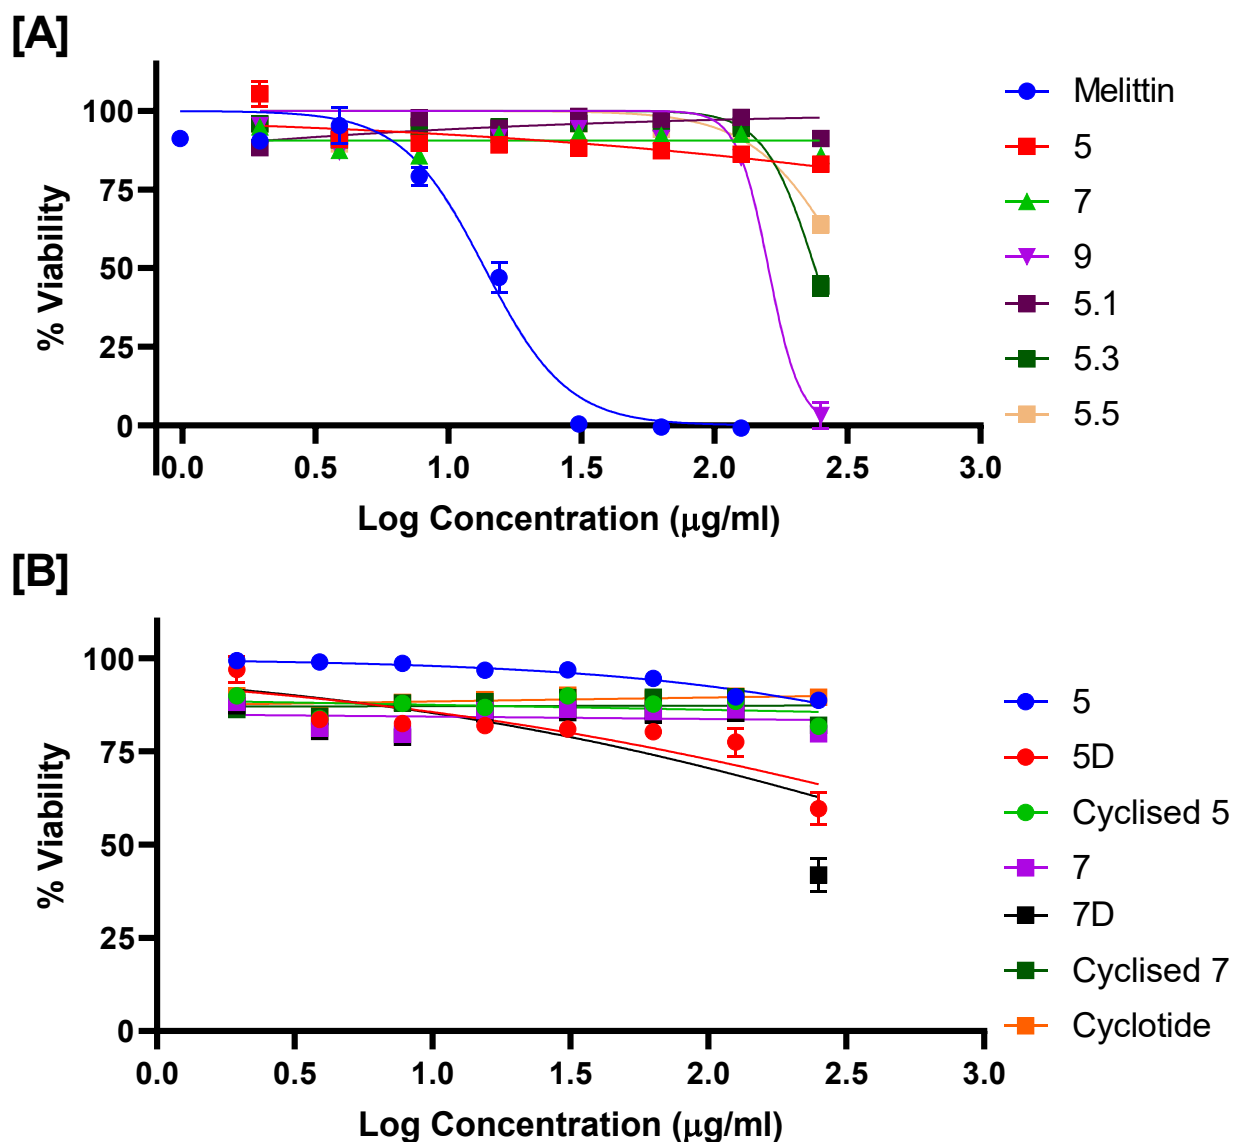 [A]
% Viability
100
75
50
25
0
0.0 0.5 1.0 1.5 2.0 2.5 3.0
Log Concentration (μg/ml)
Melittin
5
7
9
5.1
5.3
5.5
[B]
% Viability
100
75
50
25
0
0.0 0.5 1.0 1.5 2.0 2.5 3.0
Log Concentration (μg/ml)
5
5D
Cyclised 5
7
7D
Cyclised 7
Cyclotide